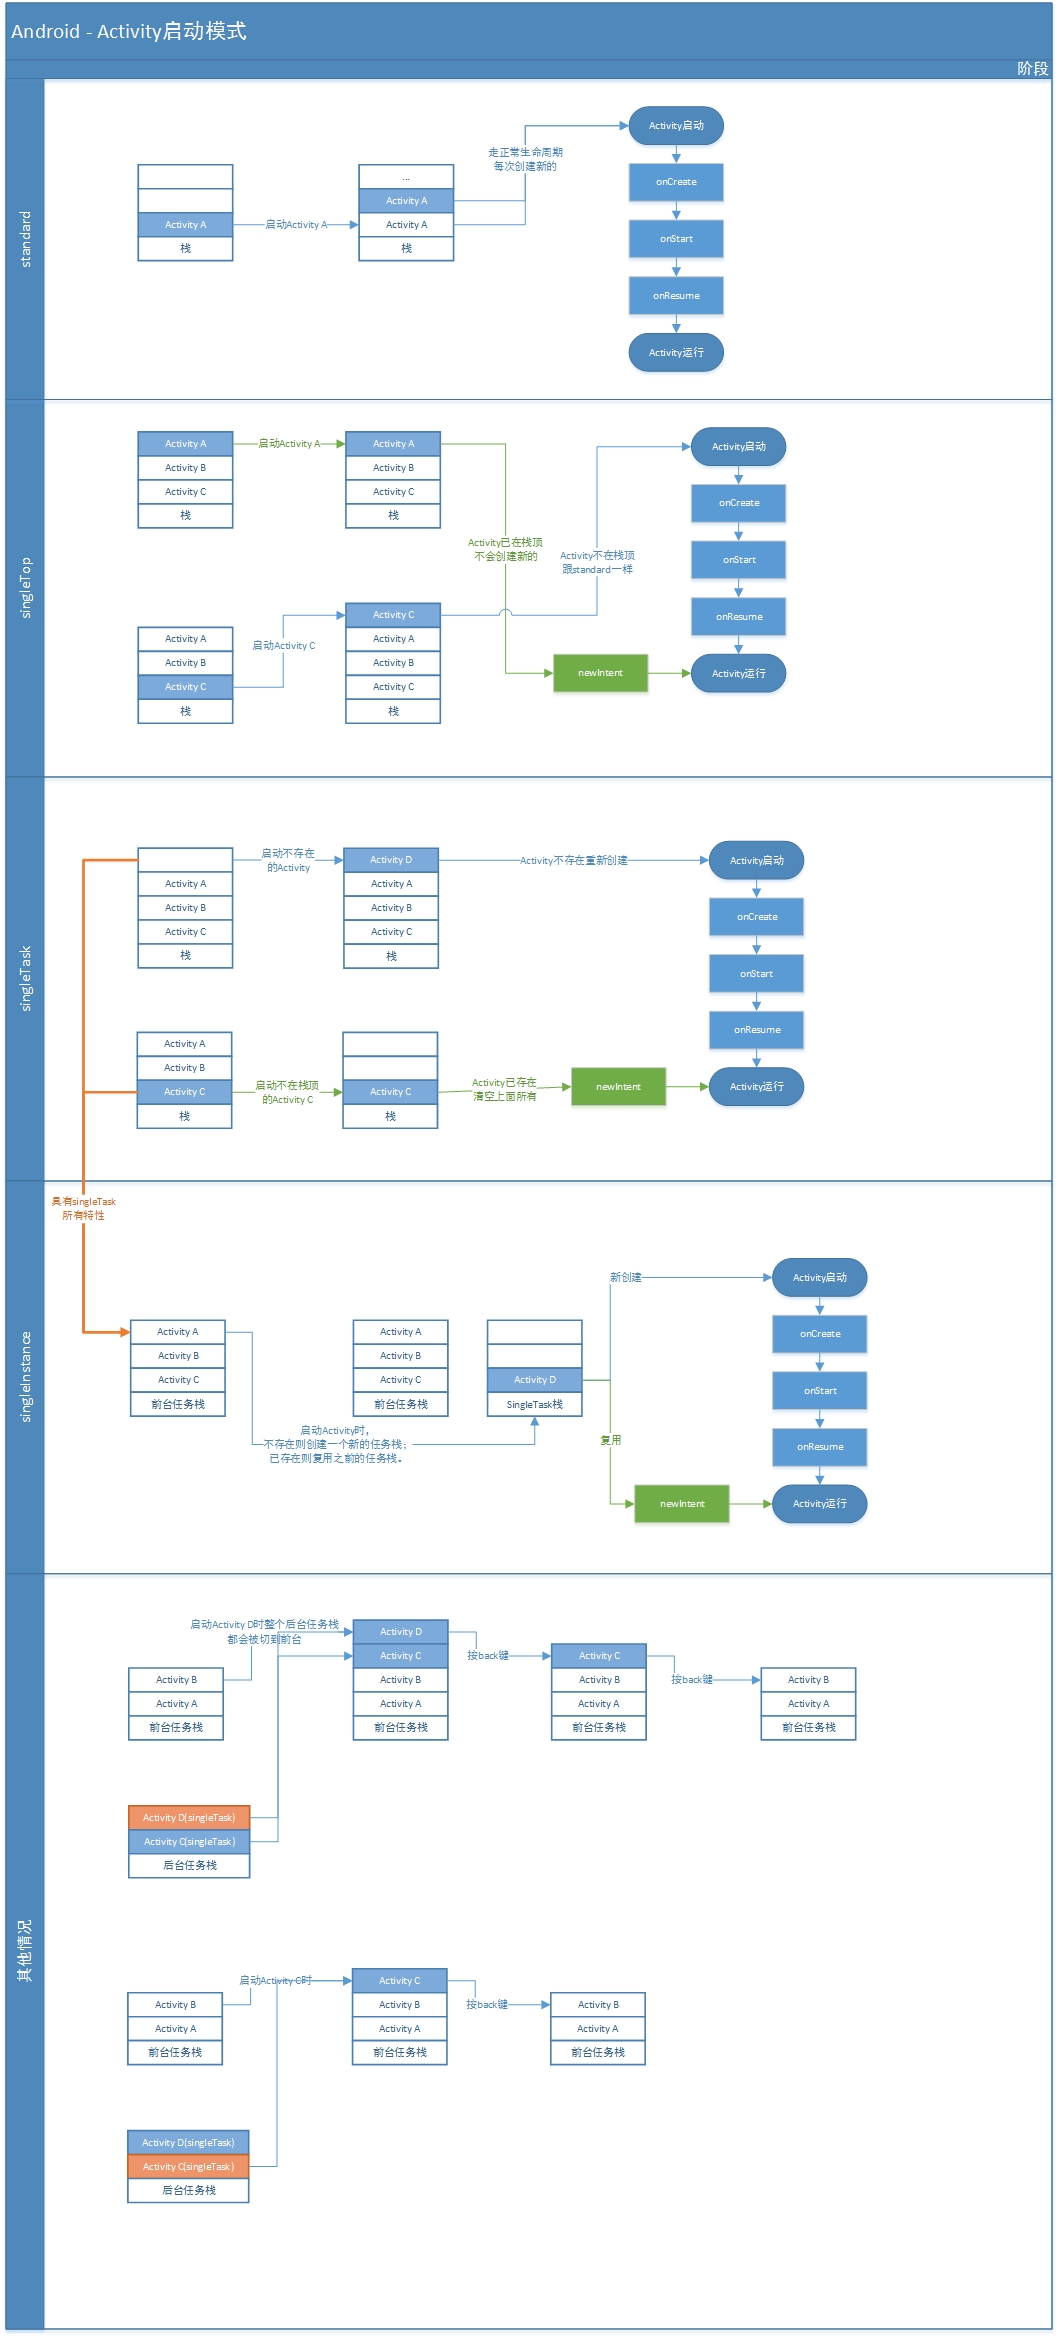 Android - Activity启动模式
阶段
standard
Activity A
栈
启动Activity A
...
Activity A
Activity A
栈
走正常生命周期
每次创建新的
Activity启动
onCreate
onStart
onResume
Activity运行
singleTop
Activity A
Activity B
Activity C
栈
启动Activity A
Activity A
Activity B
Activity C
栈
Activity已在栈顶
不会创建新的
Activity A
Activity B
Activity C
栈
启动Activity C
Activity C
Activity A
Activity B
Activity C
栈
Activity不在栈顶
跟standard一样
newIntent
Activity启动
onCreate
onStart
onResume
Activity运行
singleTask
Activity A
Activity B
Activity C
栈
启动不存在
的Activity
Activity D
Activity A
Activity B
Activity C
栈
Activity不存在重新创建
Activity A
Activity B
Activity C
栈
启动不在栈顶
的Activity C
Activity C
栈
Activity已存在
清空上面所有
newIntent
Activity启动
onCreate
onStart
onResume
Activity运行
singleInstance
具有singleTask
所有特性
Activity A
Activity B
Activity C
前台任务栈
启动Activity时，
不存在则创建一个新的任务栈；
已存在则复用之前的任务栈。
Activity A
Activity B
Activity C
前台任务栈
Activity D
SingleTask栈
新创建
复用
newIntent
Activity启动
onCreate
onStart
onResume
Activity运行
其他情况
启动Activity D时整个后台任务栈
都会被切到前台
Activity B
Activity A
前台任务栈
Activity D
Activity C
Activity B
Activity A
前台任务栈
按back键
Activity C
Activity B
Activity A
前台任务栈
按back键
Activity B
Activity A
前台任务栈
Activity D(singleTask)
Activity C(singleTask)
后台任务栈
启动Activity C时
Activity B
Activity A
前台任务栈
Activity C
Activity B
Activity A
前台任务栈
按back键
Activity B
Activity A
前台任务栈
Activity D(singleTask)
Activity C(singleTask)
后台任务栈